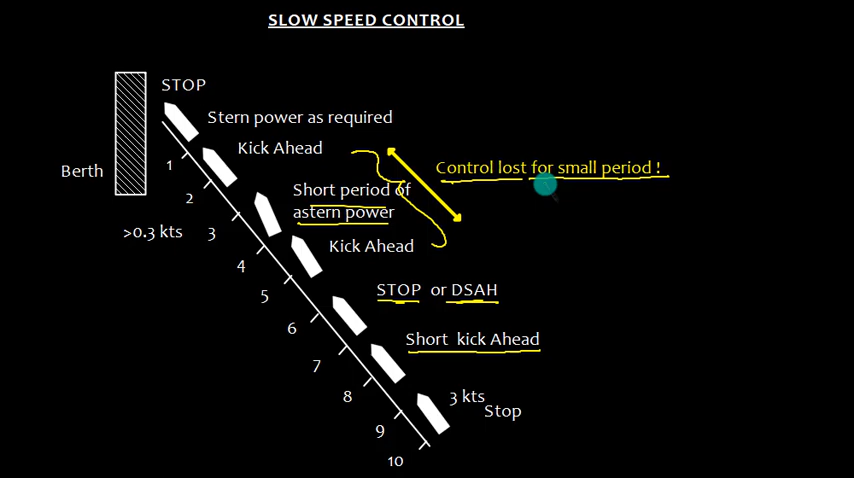 SLOW SPEED CONTROL
STOP
Stern power as required
Kick Ahead
Control lost for small period !
Berth
1
2
Short period of
astern power
>0.3 kts
3
Kick Ahead
4
5
STOP or DSAH
6
Short kick Ahead
7
8
3 kts
Stop
9
10